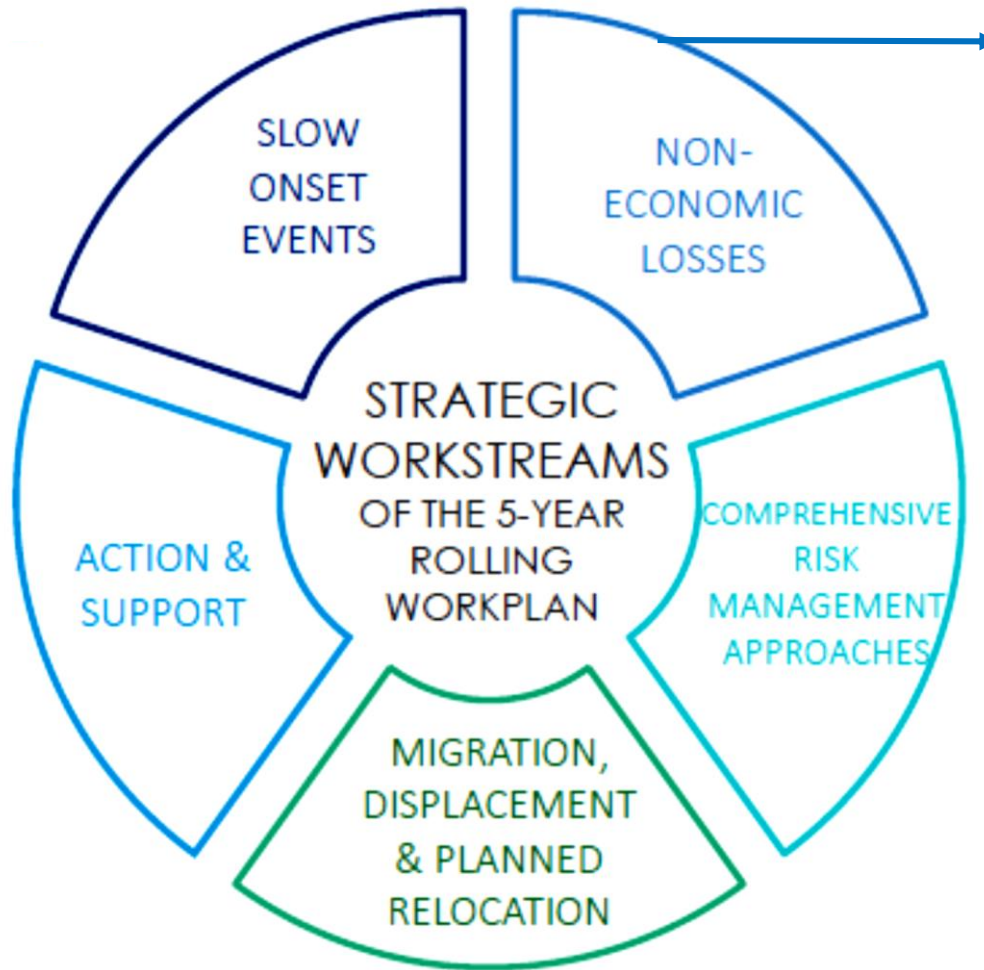 SLOW
ONSET
EVENTS
NON-
ECONOMIC
LOSSES
STRATEGIC
WORKSTREAMS
OF THE 5-YEAR
ROLLING
WORKPLAN
COMPREHENSIVE
RISK
MANAGEMENT
APPROACHES
ACTION &
SUPPORT
MIGRATION,
DISPLACEMENT
& PLANNED
RELOCATION